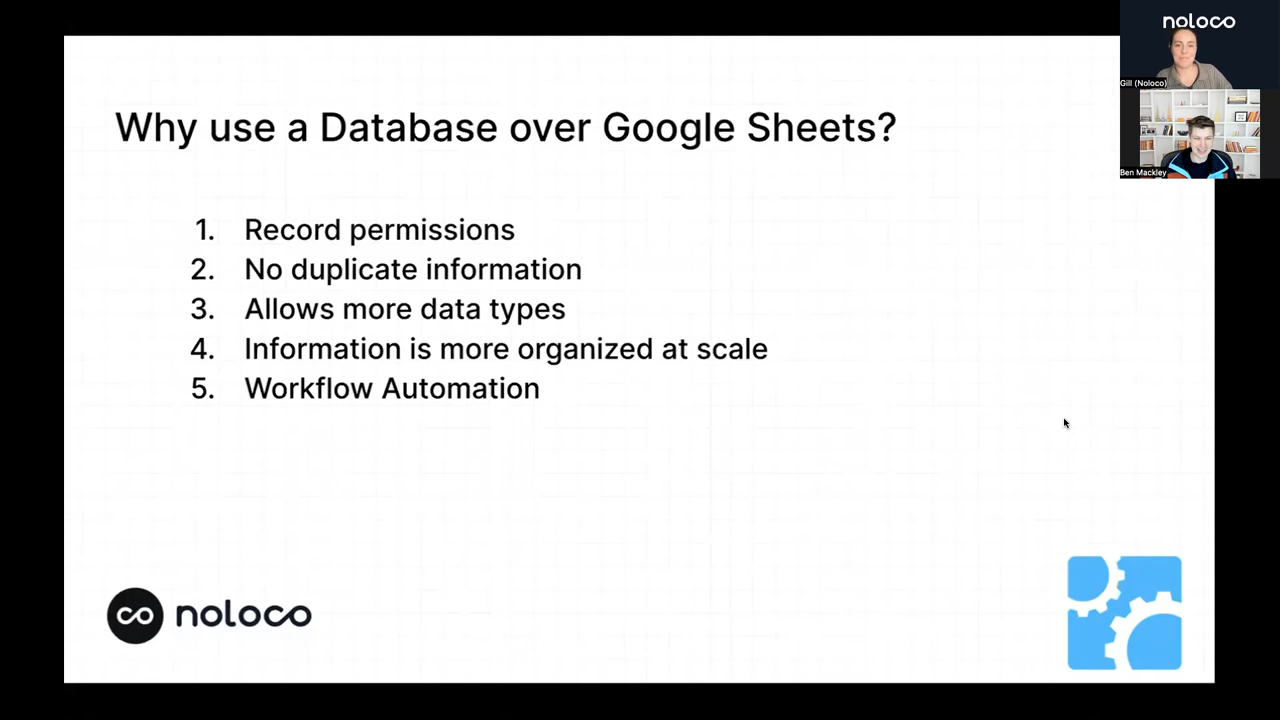 noloco
Gill (Noloco)
Ben Mackley
Why use a Database over Google Sheets?
1. Record permissions
2. No duplicate information
3. Allows more data types
4. Information is more organized at scale
5. Workflow Automation
noloco